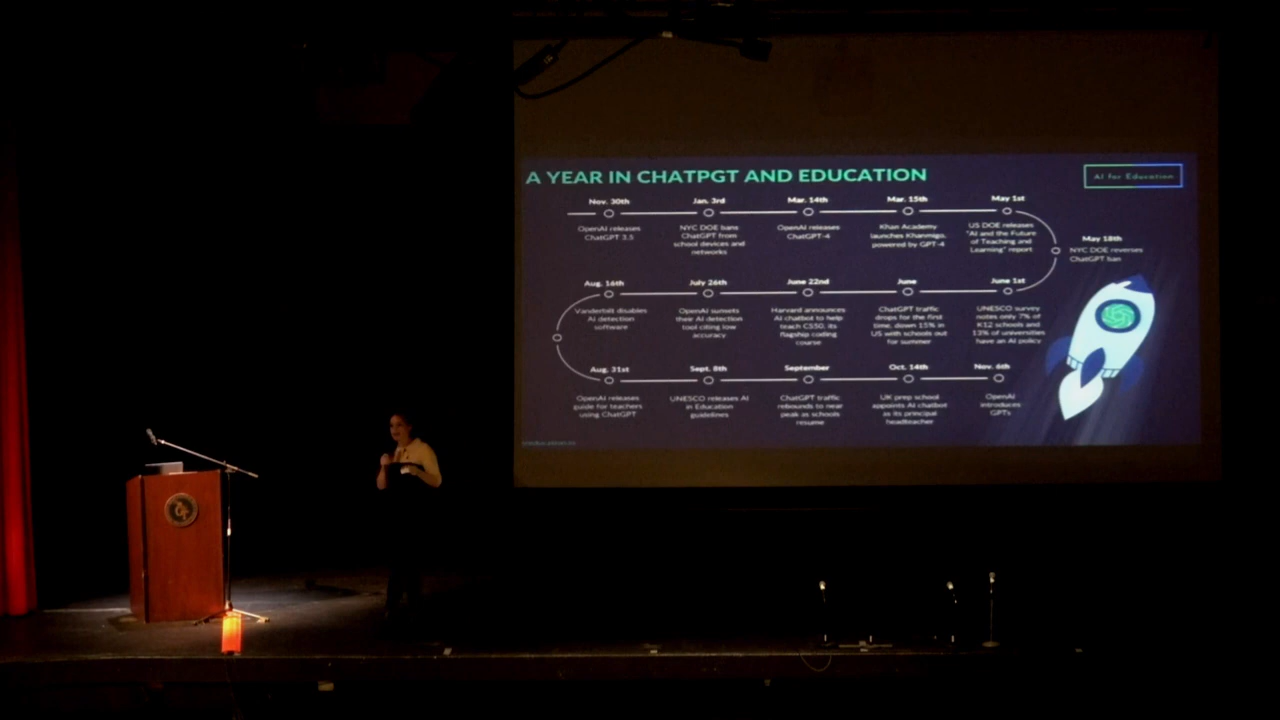 A YEAR IN CHATPGT AND EDUCATION
AI for Education
Nov. 30th
OpenAI releases
ChatGPT 3.5
Jan. 3rd
NYC DOE bans
ChatGPT from
school devices and
networks
Mar. 14th
OpenAI releases
ChatGPT-4
Mar. 15th
Khan Academy
launches Khanmigo,
powered by GPT-4
May 1st
US DOE releases
"AI and the Future
of Teaching and
Learning" report
May 18th
NYC DOE reverses
ChatGPT ban
Aug. 16th
Vanderbilt disables
AI detection
software
July 26th
OpenAI sunsets
their AI detection
tool citing low
accuracy
June 22nd
Harvard announces
AI chatbot to help
teach CS50, its
flagship coding
course
June
ChatGPT traffic
drops for the first
time, down 15% in
US with schools out
for summer
June 1st
UNESCO survey
notes only 7% of
K12 schools and
13% of universities
have an AI policy
Aug. 31st
OpenAI releases
guide for teachers
using ChatGPT
Sept. 8th
UNESCO releases AI
in Education
guidelines
September
ChatGPT traffic
rebounds to near
peak as schools
resume
Oct. 14th
UK prep school
appoints AI chatbot
as its principal
headteacher
Nov. 6th
OpenAI
introduces
GPTs